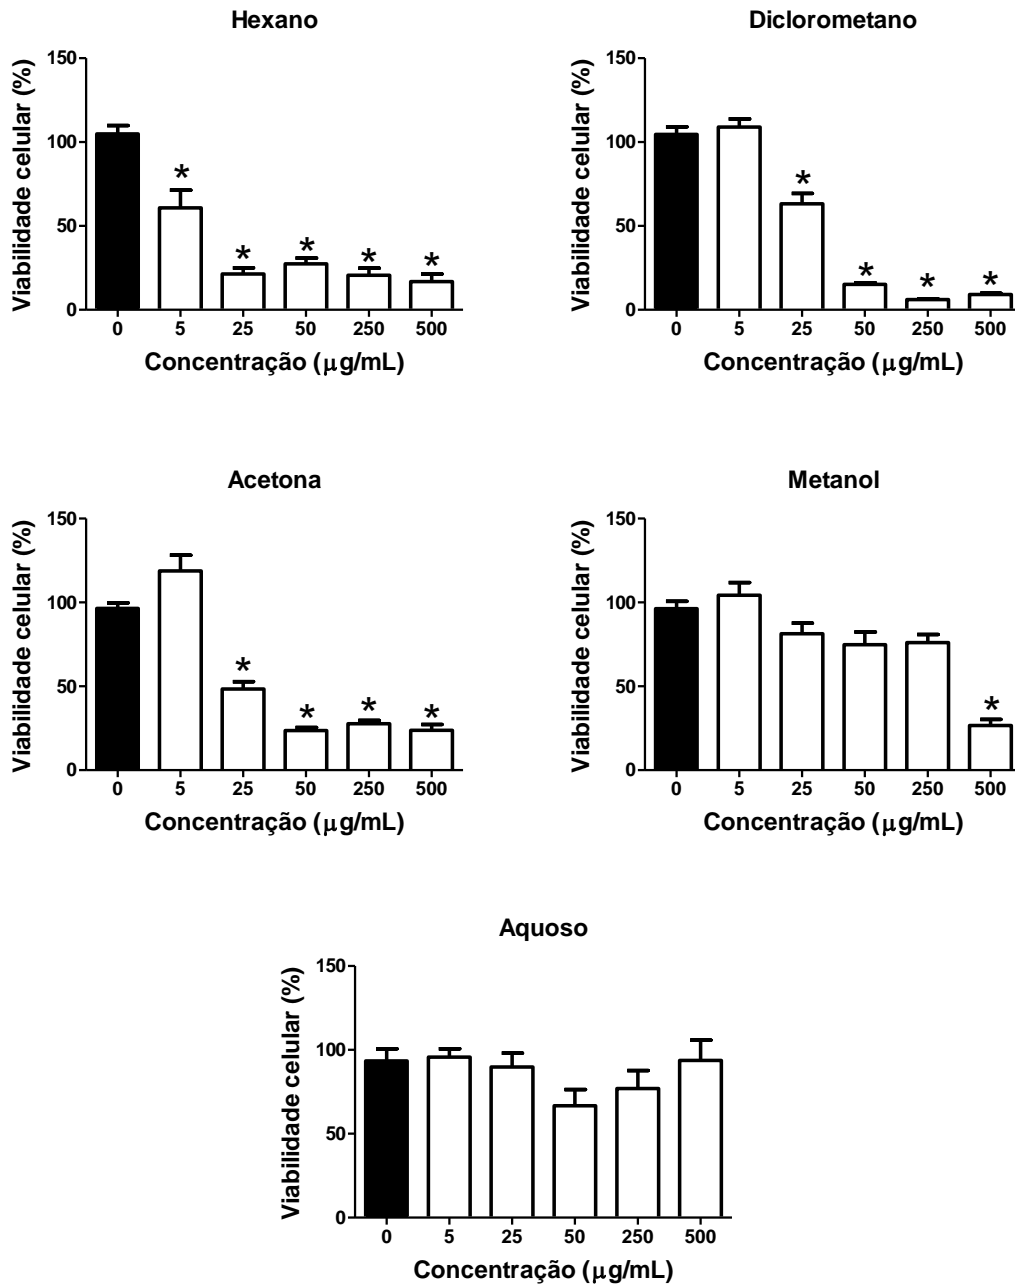 Hexano
Viabilidade celular (%)
150
100
50
0
*
*
*
*
*
0 5 25 50 250 500
Concentração (μg/mL)
Diclorometano
Viabilidade celular (%)
150
100
50
0
*
*
*
*
0 5 25 50 250 500
Concentração (μg/mL)
Acetona
Viabilidade celular (%)
150
100
50
0
*
*
*
*
0 5 25 50 250 500
Concentração (μg/mL)
Metanol
Viabilidade celular (%)
150
100
50
0
*
0 5 25 50 250 500
Concentração (μg/mL)
Aquoso
Viabilidade celular (%)
150
100
50
0
0 5 25 50 250 500
Concentração (μg/mL)